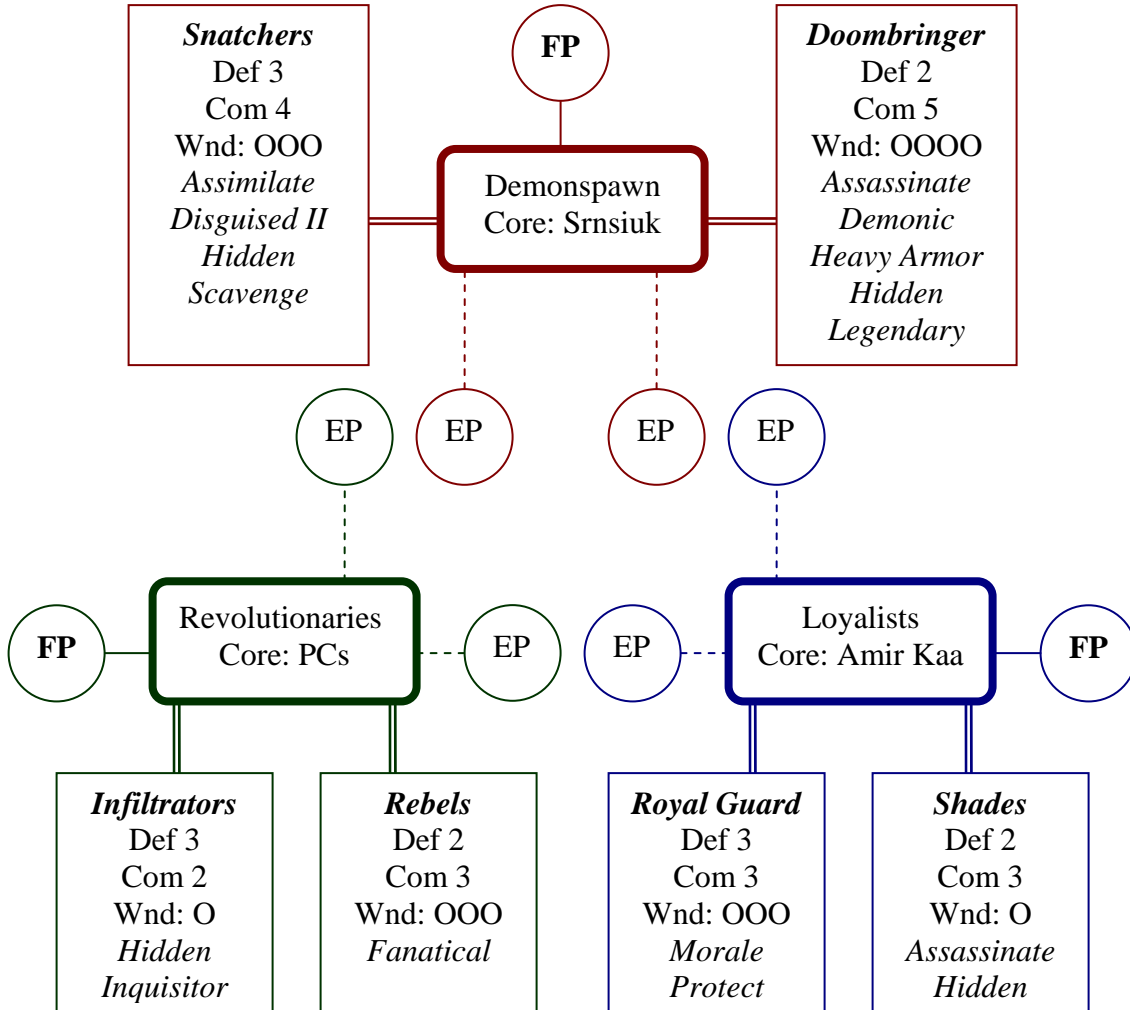 Snatchers
Def 3
Com 4
Wnd: OOO
Assimilate
Disguised II
Hidden
Scavenge
FP
Demonspawn
Core: Srnsiuk
Doombringer
Def 2
Com 5
Wnd: OOOO
Assassinate
Demonic
Heavy Armor
Hidden
Legendary
EP
EP
EP
EP
FP
Revolutionaries
Core: PCs
EP
EP
Loyalists
Core: Amir Kaa
FP
Infiltrators
Def 3
Com 2
Wnd: O
Hidden
Inquisitor
Rebels
Def 2
Com 3
Wnd: OOO
Fanatical
Royal Guard
Def 3
Com 3
Wnd: OOO
Morale
Protect
Shades
Def 2
Com 3
Wnd: O
Assassinate
Hidden